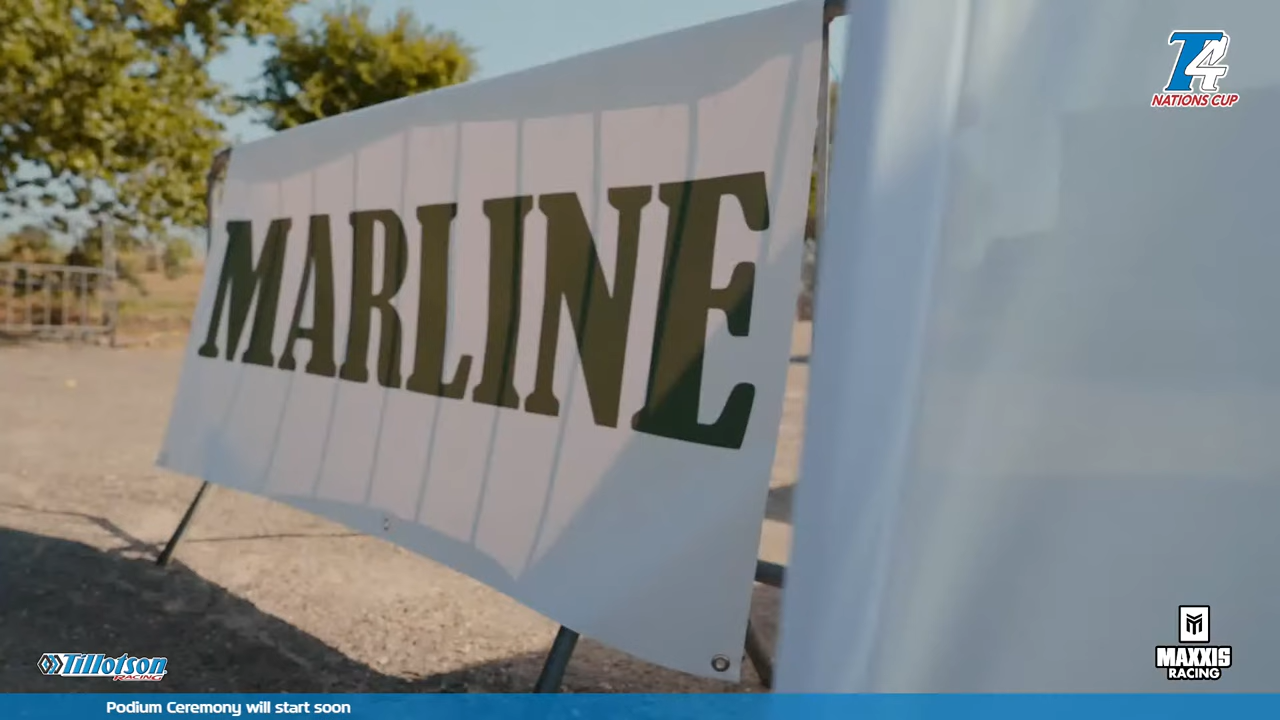 T4
NATIONS CUP
MARLINE
Tillotson
RACING
MAXXIS
RACING
Podium Ceremony will start soon